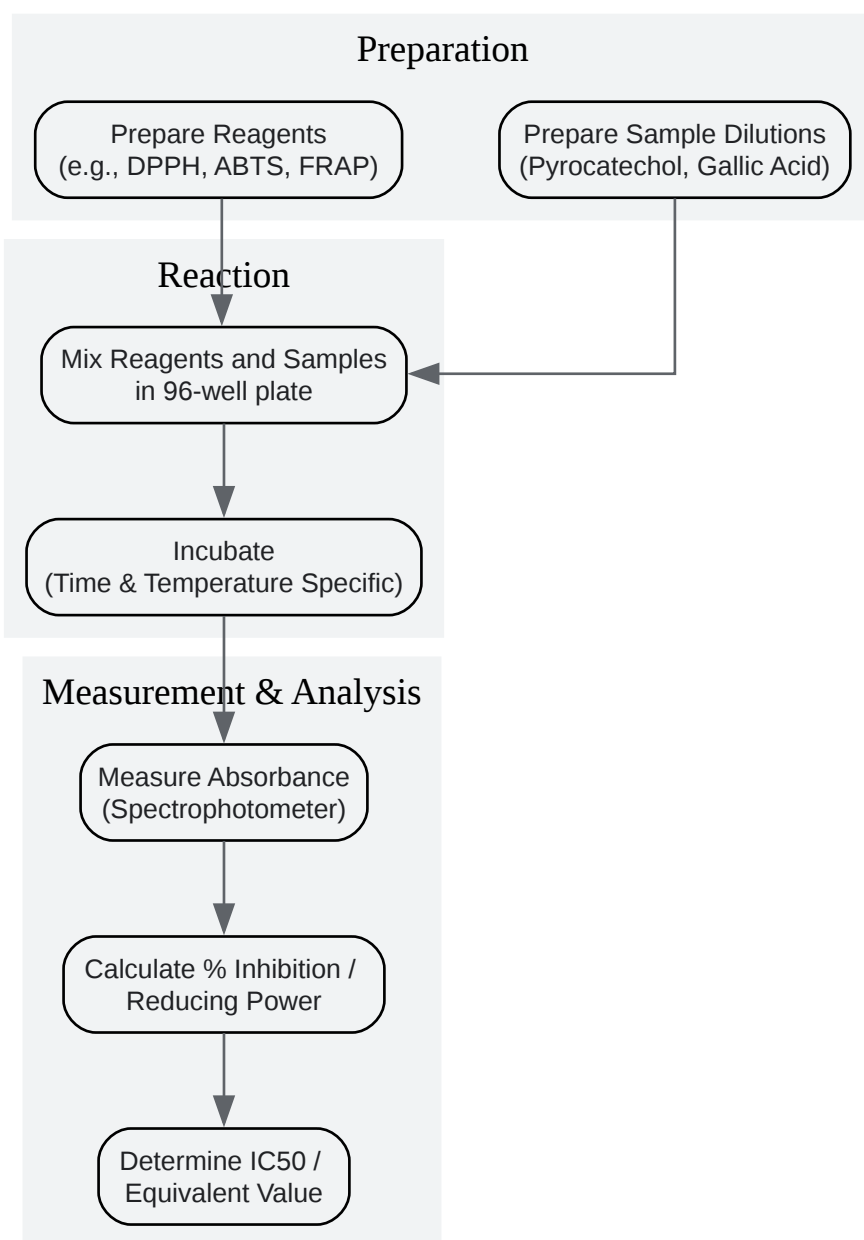 Preparation
Prepare Reagents
(e.g., DPPH, ABTS, FRAP)
Prepare Sample Dilutions
(Pyrocatechol, Gallic Acid)
Reaction
Mix Reagents and Samples
in 96-well plate
Incubate
(Time & Temperature Specific)
Measurement & Analysis
Measure Absorbance
(Spectrophotometer)
Calculate % Inhibition /
Reducing Power
Determine IC50 /
Equivalent Value